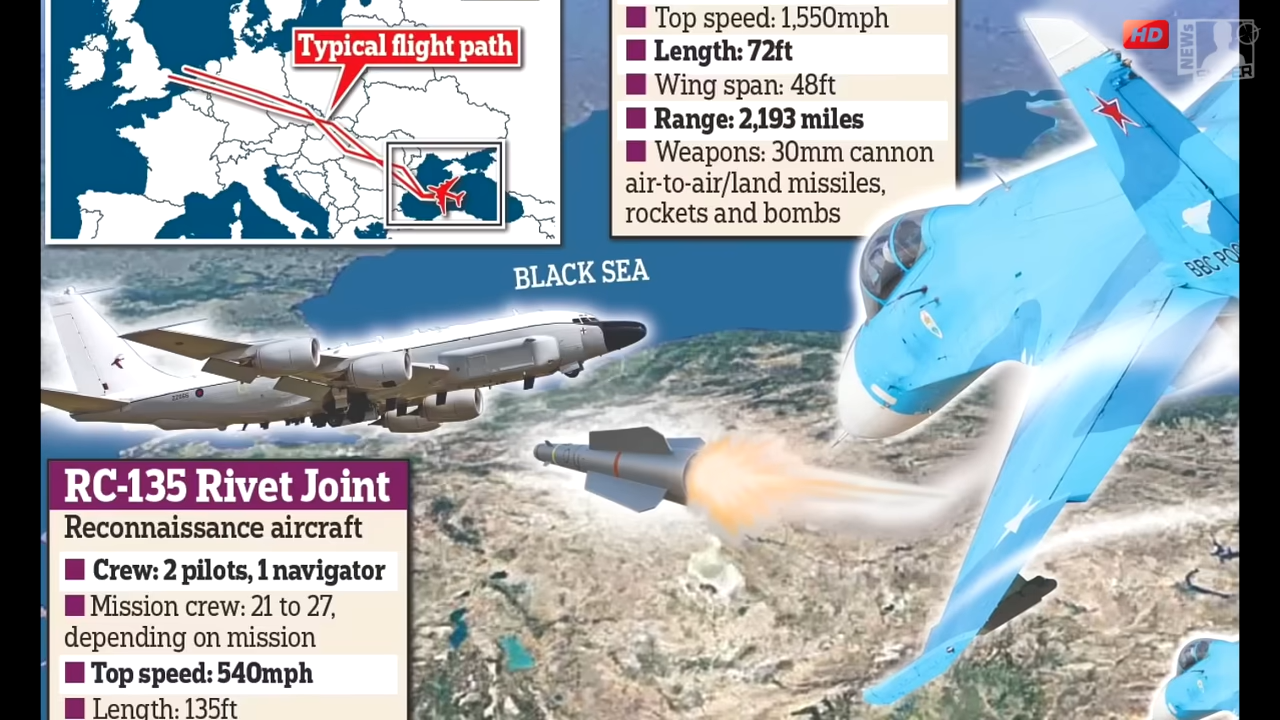 Typical flight path
Top speed: 1,550mph
Length: 72ft
Wing span: 48ft
Range: 2,193 miles
Weapons: 30mm cannon
air-to-air/land missiles,
rockets and bombs
HD
NEWS
BLACK SEA
RC-135 Rivet Joint
Reconnaissance aircraft
Crew: 2 pilots, 1 navigator
Mission crew: 21 to 27,
depending on mission
Top speed: 540mph
Length: 135ft